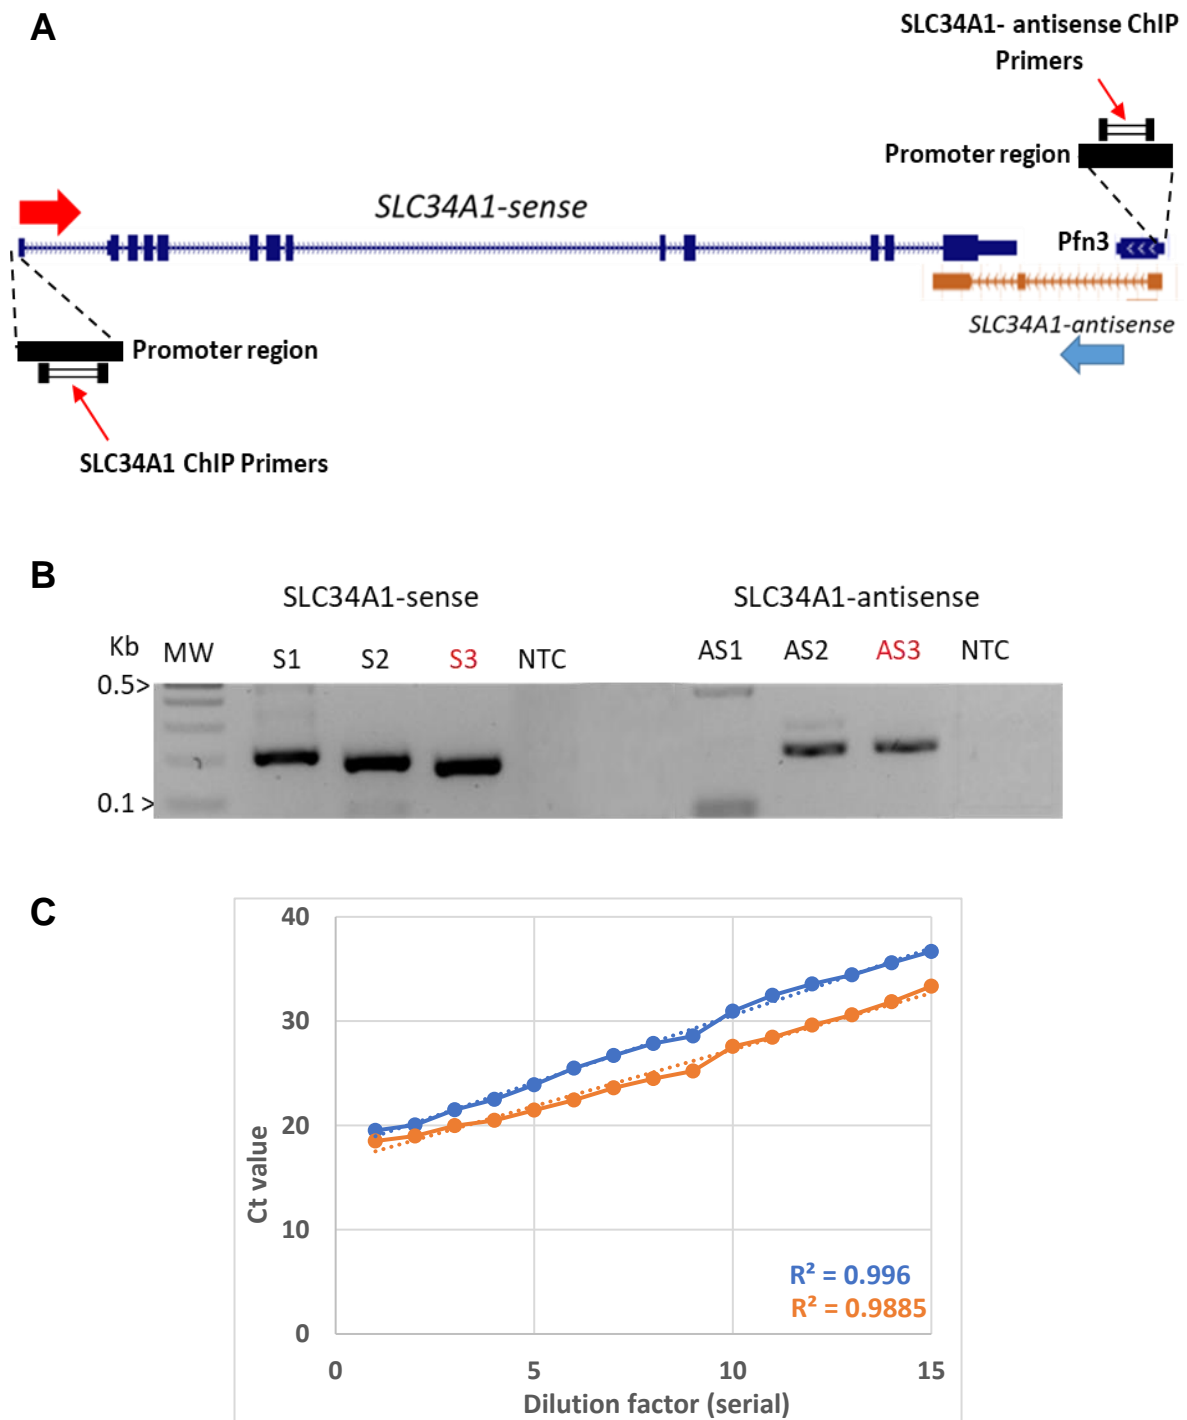 A
SLC34A1- antisense ChIP
Primers
Promoter region
SLC34A1-sense
Pfn3
SLC34A1-antisense
Promoter region
SLC34A1 ChIP Primers
B
SLC34A1-sense
SLC34A1-antisense
Kb MW S1 S2 S3 NTC AS1 AS2 AS3 NTC
0.5>
0.1 >
C
40
30
20
10
0
Ct value
R² = 0.996
R² = 0.9885
0 5 10 15
Dilution factor (serial)